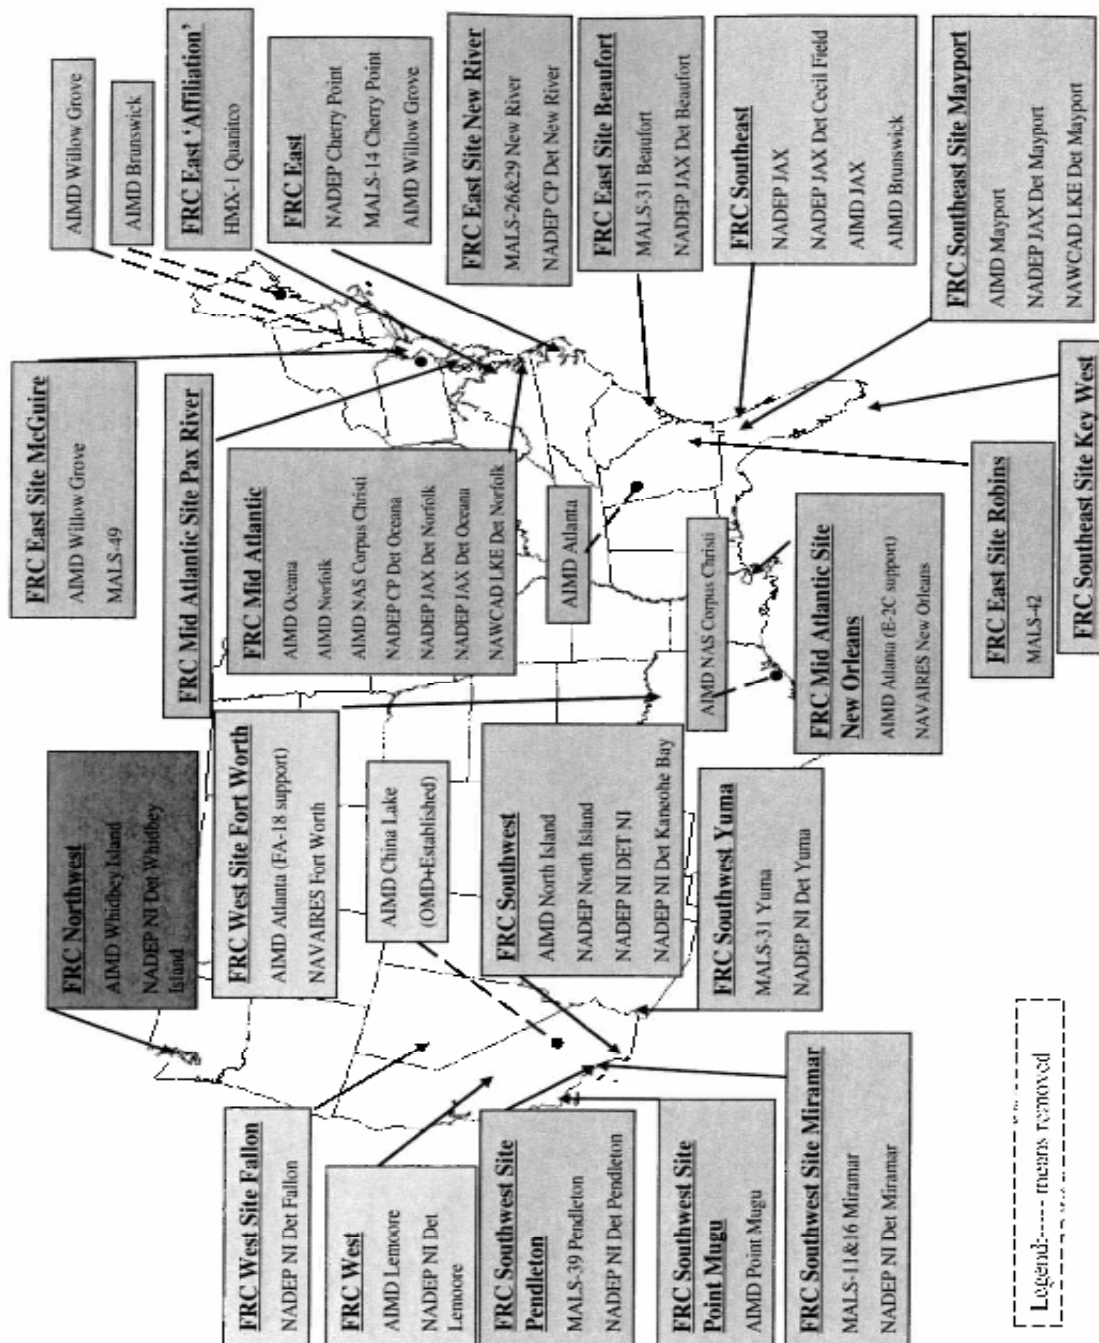 FRC Northwest
AIMD Whidbey Island
NADEP NI Det Whidbey
Island
FRC West Site Fort Worth
AIMD Atlanta (FA-18 support)
NAVAIRES Fort Worth
AIMD China Lake
(OMD+Established)
FRC Southwest
AIMD North Island
NADEP North Island
NADEP NI DET NI
NADEP NI Det Kaneohe Bay
FRC Southwest Yuma
MALS-31 Yuma
NADEP NI Det Yuma
FRC West Site Fallon
NADEP NI Det Fallon
FRC West
AIMD Lemoore
NADEP NI Det
Lemoore
FRC Southwest Site
Pendleton
MALS-39 Pendleton
NADEP NI Det Pendleton
FRC Southwest Site
Point Mugu
AIMD Point Mugu
FRC Southwest Site Miramar
MALS-11&16 Miramar
NADEP NI Det Miramar
FRC East Site McGuire
AIMD Willow Grove
MALS-49
FRC Mid Atlantic Site Pax River
FRC Mid Atlantic
AIMD Oceana
AIMD Norfolk
AIMD NAS Corpus Christi
NADEP CP Det Oceana
NADEP JAX Det Norfolk
NADEP JAX Det Oceana
NAWCAD LKE Det Norfolk
AIMD Atlanta
AIMD NAS Corpus Christi
FRC Mid Atlantic Site
New Orleans
AIMD Atlanta (E-2C support)
NAVAIRES New Orleans
AIMD Willow Grove
AIMD Brunswick
FRC East 'Affiliation'
HMX-1 Quanitco
FRC East
NADEP Cherry Point
MALS-14 Cherry Point
AIMD Willow Grove
FRC East Site New River
MALS-26&29 New River
NADEP CP Det New River
FRC East Site Beaufort
MALS-31 Beaufort
NADEP JAX Det Beaufort
FRC Southeast
NADEP JAX
NADEP JAX Det Cecil Field
AIMD JAX
AIMD Brunswick
FRC Southeast Site Mayport
AIMD Mayport
NADEP JAX Det Mayport
NAWCAD LKE Det Mayport
FRC East Site Robins
MALS-42
FRC Southeast Site Key West
Legend:----- means removed